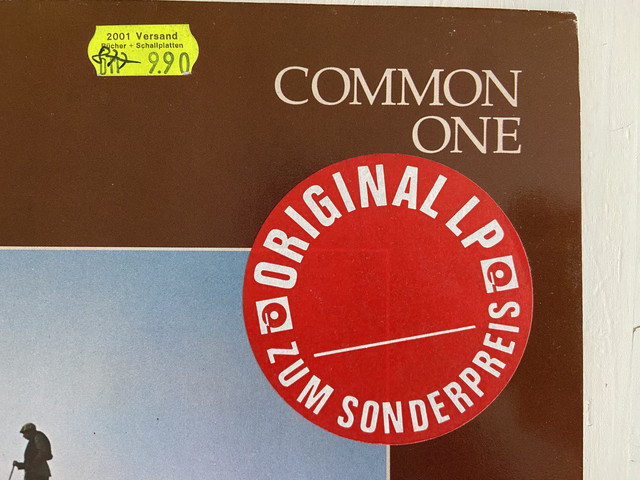 2001 Versand
Bücher + Schallplatten
9.90
COMMON
ONE
ORIGINAL LP
ZUM SONDERPREIS